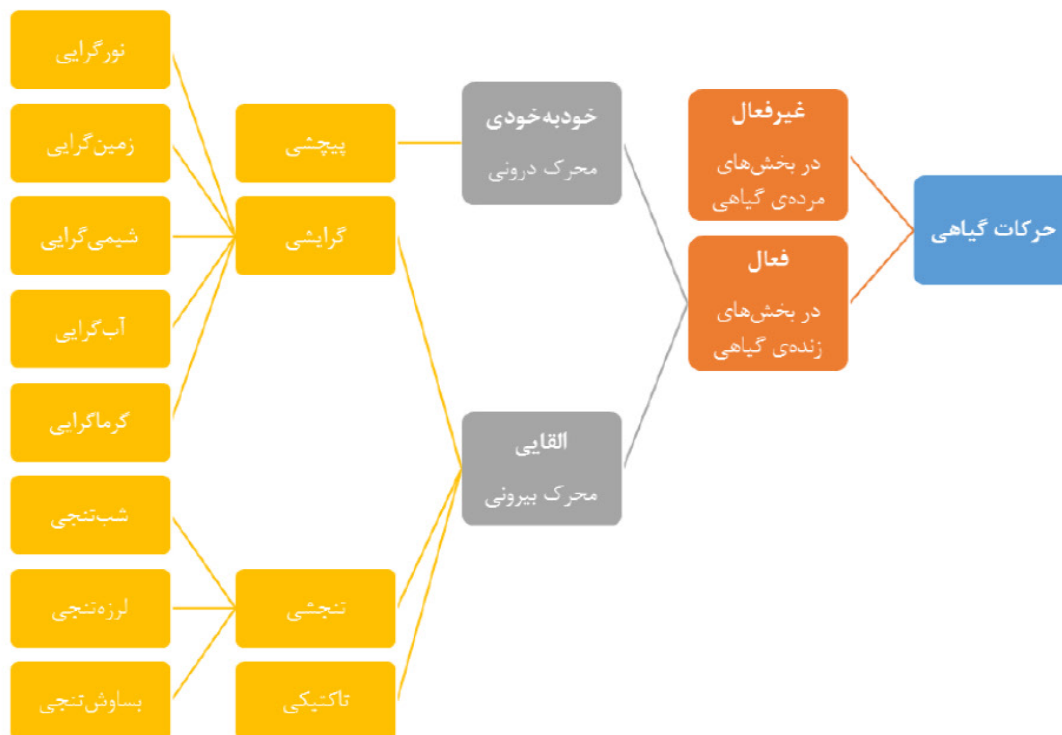 حرکات گیاهی
غیرفعال
در بخش‌های
مرده‌ی گیاهی
فعال
در بخش‌های
زنده‌ی گیاهی
خودبه‌خودی
محرک درونی
القایی
محرک بیرونی
پیچشی
گرایشی
تنجشی
تاکتیکی
نورگرایی
زمین‌گرایی
شیمی‌گرایی
آب‌گرایی
گرماگرایی
شب‌تنجی
لرزه‌تنجی
بساوش‌تنجی